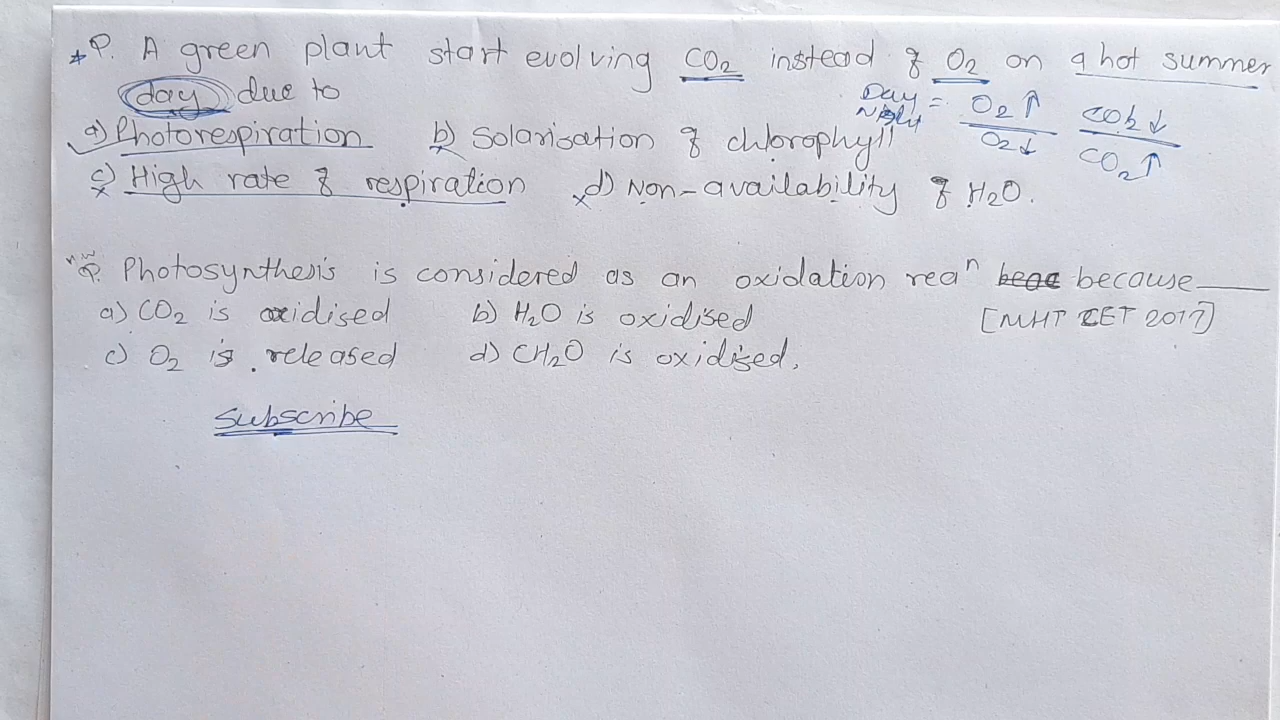 *Q. A green plant start evolving CO₂ instead of O₂ on a hot summer
day due to
Day = O₂↑ CO₂↓
Night O₂↓ CO₂↑
a) Photorespiration b) Solarisation of chlorophyll
c) High rate of respiration d) Non-availability of H₂O.
Q. Photosynthesis is considered as an oxidation reaⁿ because____
a) CO₂ is oxidised b) H₂O is oxidised [MHT CET 2017]
c) O₂ is released d) CH₂O is oxidised.
Subscribe